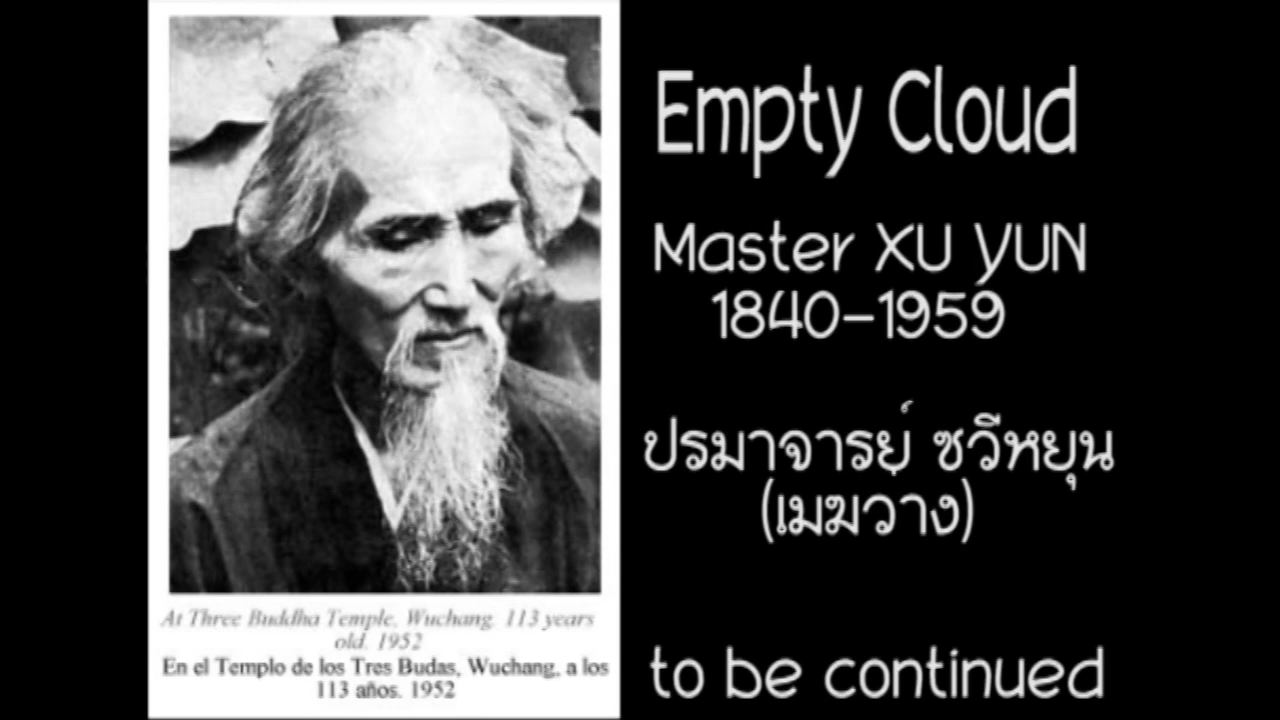 Empty Cloud
Master XU YUN
1840-1959
ปรมาจารย์ ซวีหยุน
(เมฆวาง)
to be continued
At Three Buddha Temple, Wuchang. 113 years
old. 1952
En el Templo de los Tres Budas, Wuchang, a los
113 años. 1952